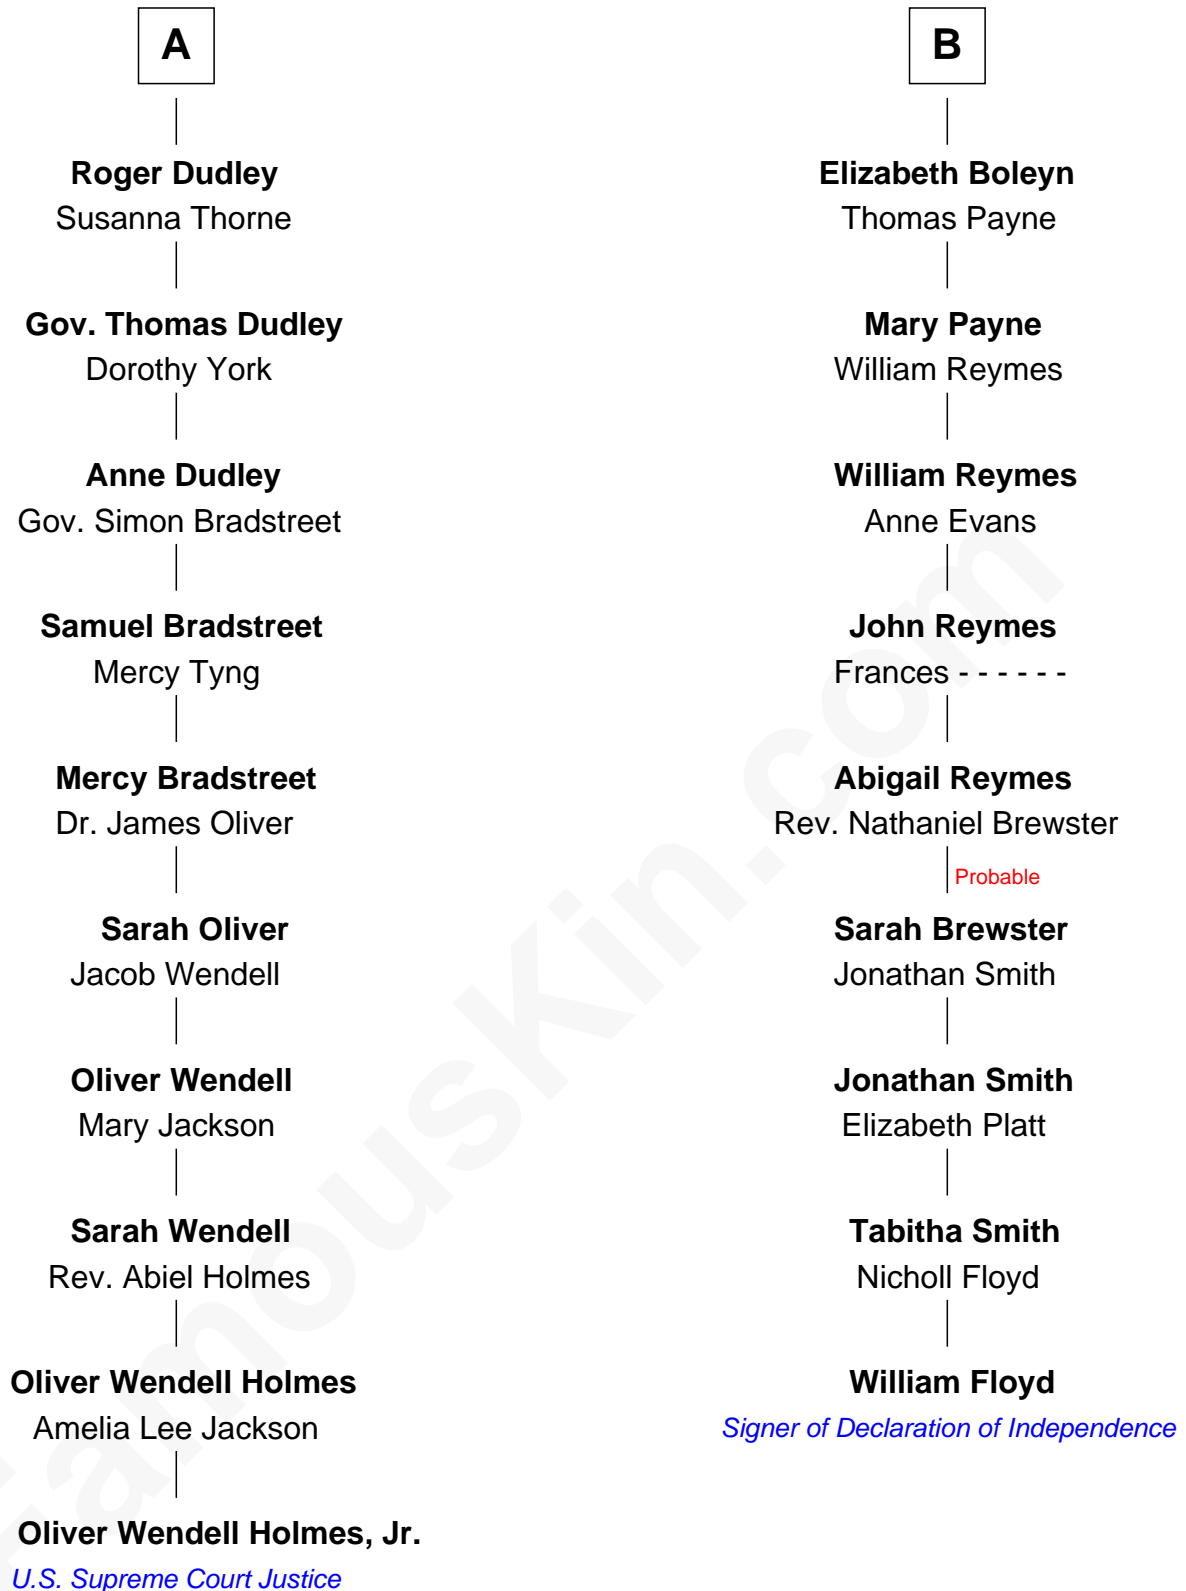 A
Roger Dudley
Susanna Thorne
Gov. Thomas Dudley
Dorothy York
Anne Dudley
Gov. Simon Bradstreet
Samuel Bradstreet
Mercy Tyng
Mercy Bradstreet
Dr. James Oliver
Sarah Oliver
Jacob Wendell
Oliver Wendell
Mary Jackson
Sarah Wendell
Rev. Abiel Holmes
Oliver Wendell Holmes
Amelia Lee Jackson
Oliver Wendell Holmes, Jr.
U.S. Supreme Court Justice
B
Elizabeth Boleyn
Thomas Payne
Mary Payne
William Reymes
William Reymes
Anne Evans
John Reymes
Frances - - - - - -
Abigail Reymes
Rev. Nathaniel Brewster
Probable
Sarah Brewster
Jonathan Smith
Jonathan Smith
Elizabeth Platt
Tabitha Smith
Nicholl Floyd
William Floyd
Signer of Declaration of Independence
FamousKin.com